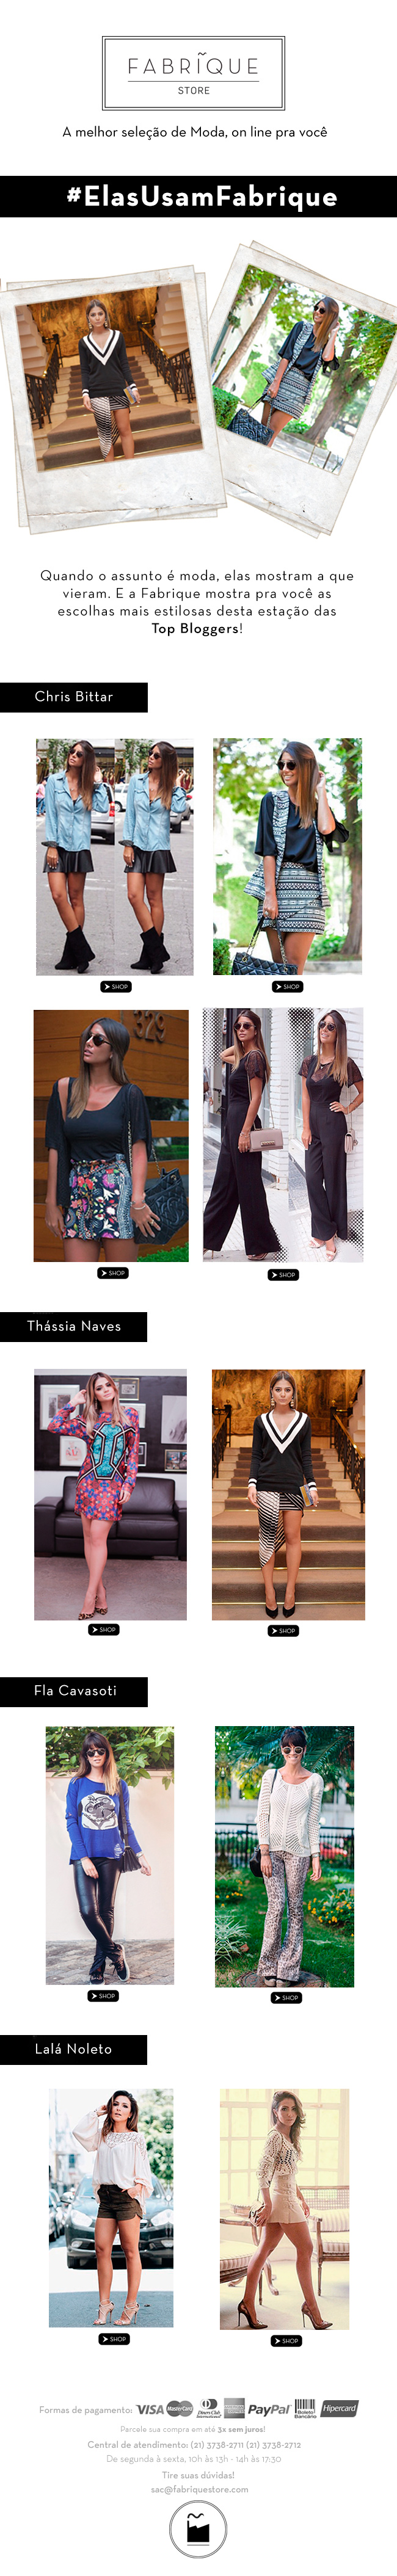 FABRĨQUE
STORE
A melhor seleção de Moda, on line pra você
#ElasUsamFabrique
Quando o assunto é moda, elas mostram a que
vieram. E a Fabrique mostra pra você as
escolhas mais estilosas desta estação das
Top Bloggers!
Chris Bittar
SHOP
SHOP
SHOP
SHOP
Thássia Naves
SHOP
SHOP
Fla Cavasoti
SHOP
SHOP
Lalá Noleto
SHOP
SHOP
Formas de pagamento: VISA MasterCard Diners Club International PayPal Boleto Bancário Hipercard
Parcele sua compra em até 3x sem juros!
Central de atendimento: (21) 3738-2711 (21) 3738-2712
De segunda à sexta, 10h às 13h - 14h às 17:30
Tire suas dúvidas!
sac@fabriquestore.com